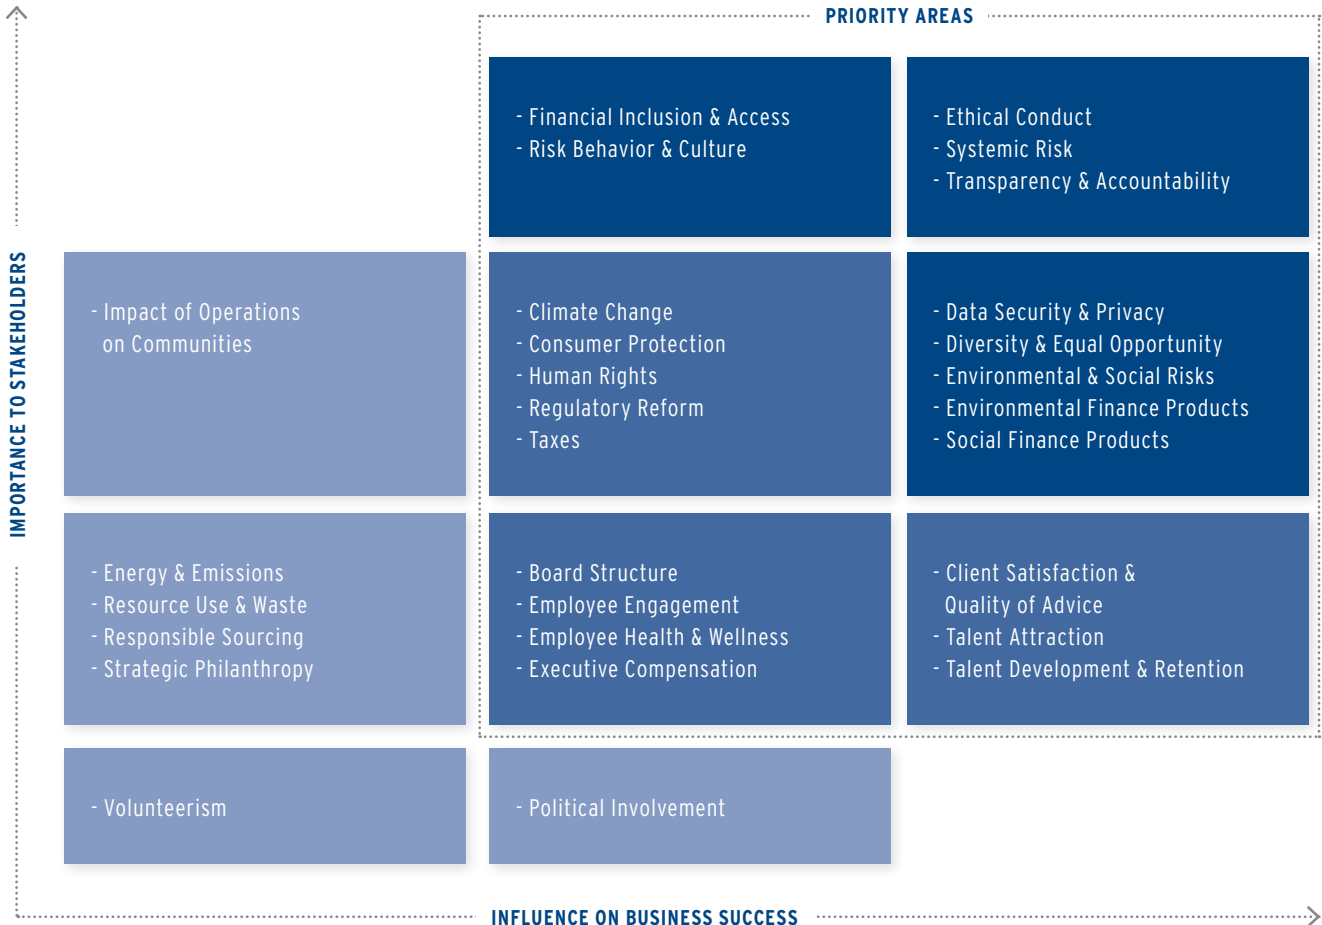 PRIORITY AREAS
- Financial Inclusion & Access
- Risk Behavior & Culture
- Ethical Conduct
- Systemic Risk
- Transparency & Accountability
IMPORTANCE TO STAKEHOLDERS
- Impact of Operations
on Communities
- Climate Change
- Consumer Protection
- Human Rights
- Regulatory Reform
- Taxes
- Data Security & Privacy
- Diversity & Equal Opportunity
- Environmental & Social Risks
- Environmental Finance Products
- Social Finance Products
- Energy & Emissions
- Resource Use & Waste
- Responsible Sourcing
- Strategic Philanthropy
- Board Structure
- Employee Engagement
- Employee Health & Wellness
- Executive Compensation
- Client Satisfaction &
Quality of Advice
- Talent Attraction
- Talent Development & Retention
- Volunteerism
- Political Involvement
INFLUENCE ON BUSINESS SUCCESS